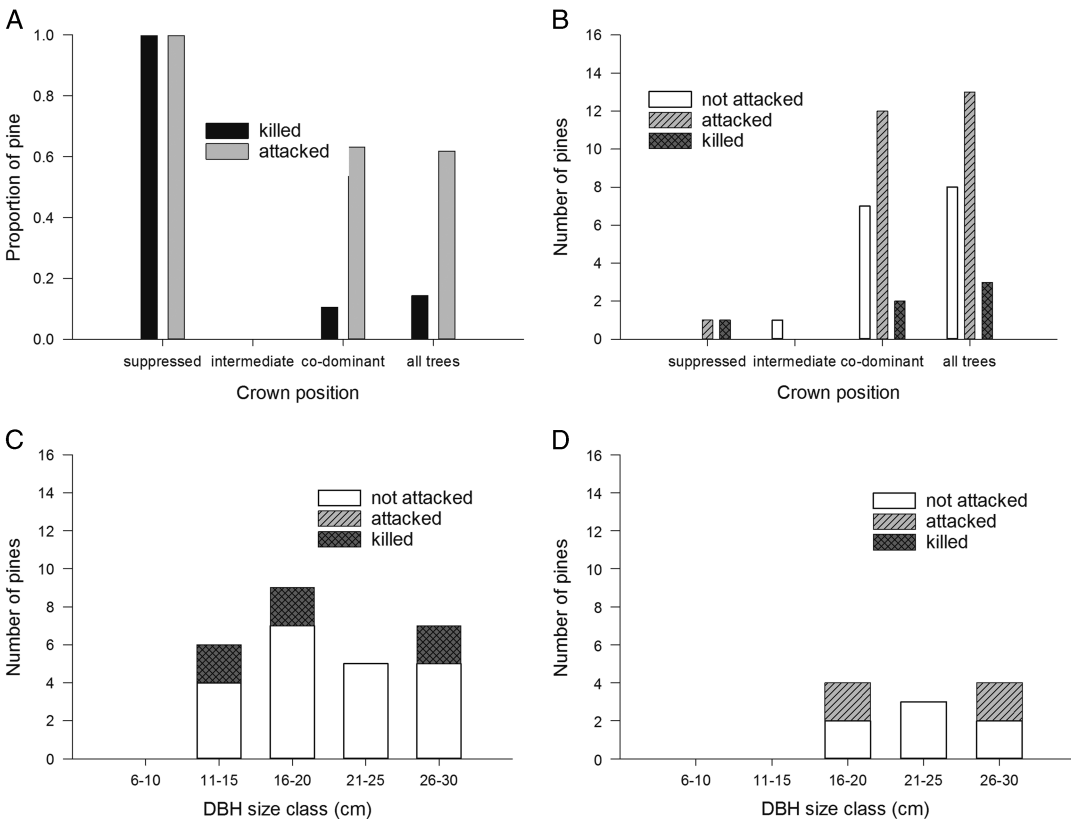 A
1.0
0.8
0.6
0.4
0.2
0.0
Proportion of pine
killed
attacked
suppressed
intermediate
co-dominant
all trees
Crown position
B
16
14
12
10
8
6
4
2
0
Number of pines
not attacked
attacked
killed
suppressed
intermediate
co-dominant
all trees
Crown position
C
16
14
12
10
8
6
4
2
0
Number of pines
not attacked
attacked
killed
6-10
11-15
16-20
21-25
26-30
DBH size class (cm)
D
16
14
12
10
8
6
4
2
0
Number of pines
not attacked
attacked
killed
6-10
11-15
16-20
21-25
26-30
DBH size class (cm)